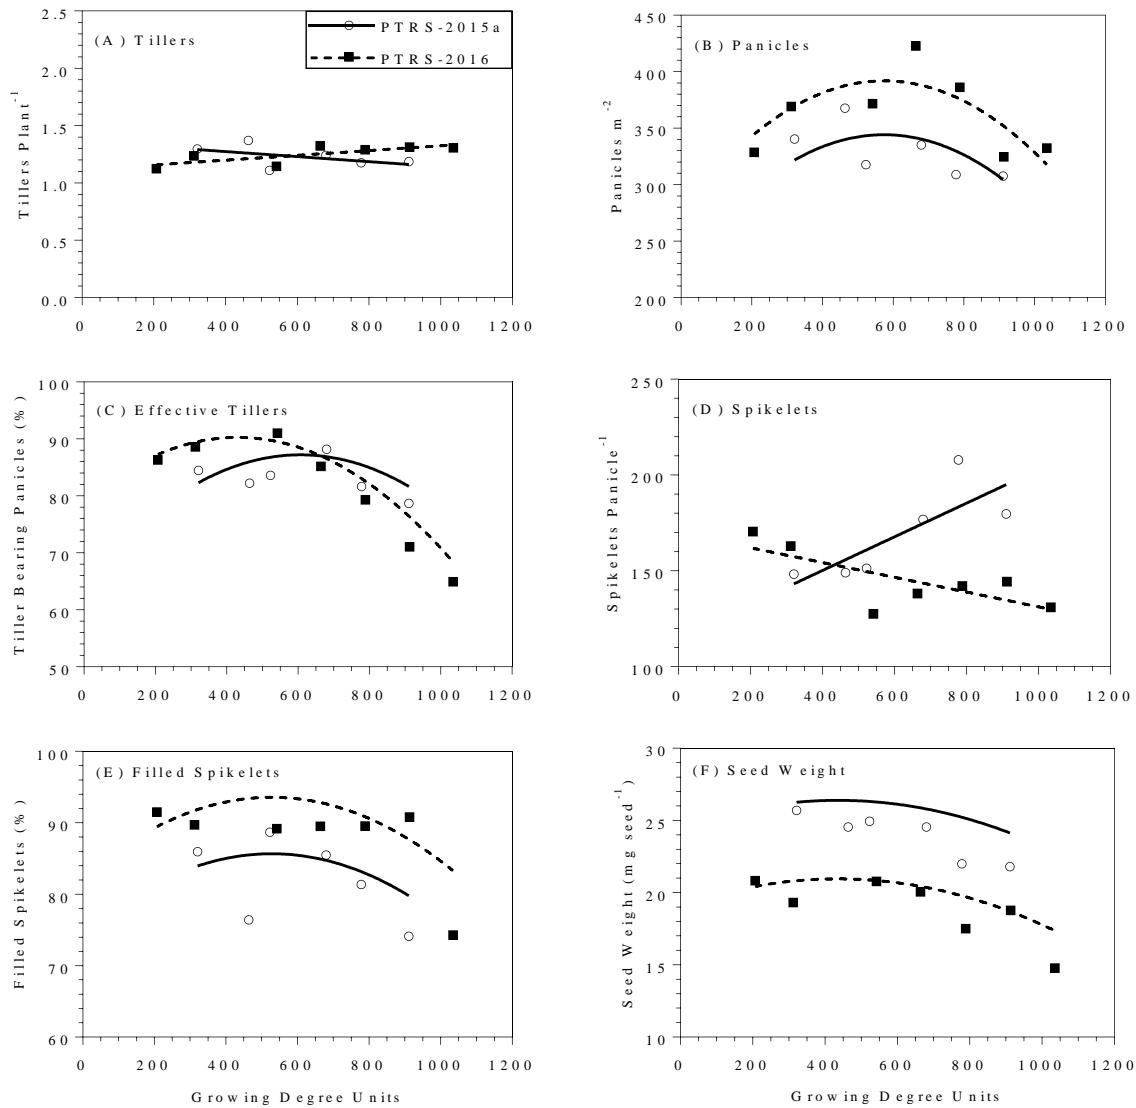 2.5
2.0
1.5
1.0
0.5
0.0
(A) Tillers
PTRS-2015a
PTRS-2016
Tillers Plant-1
0 200 400 600 800 1000 1200
450
400
350
300
250
200
(B) Panicles
Panicles m-2
0 200 400 600 800 1000 1200
100
90
80
70
60
50
(C) Effective Tillers
Tiller Bearing Panicles (%)
0 200 400 600 800 1000 1200
250
200
150
100
(D) Spikelets
Spikelets Panicle-1
0 200 400 600 800 1000 1200
100
90
80
70
60
(E) Filled Spikelets
Filled Spikelets (%)
0 200 400 600 800 1000 1200
Growing Degree Units
30
25
20
15
10
(F) Seed Weight
Seed Weight (mg seed-1)
0 200 400 600 800 1000 1200
Growing Degree Units